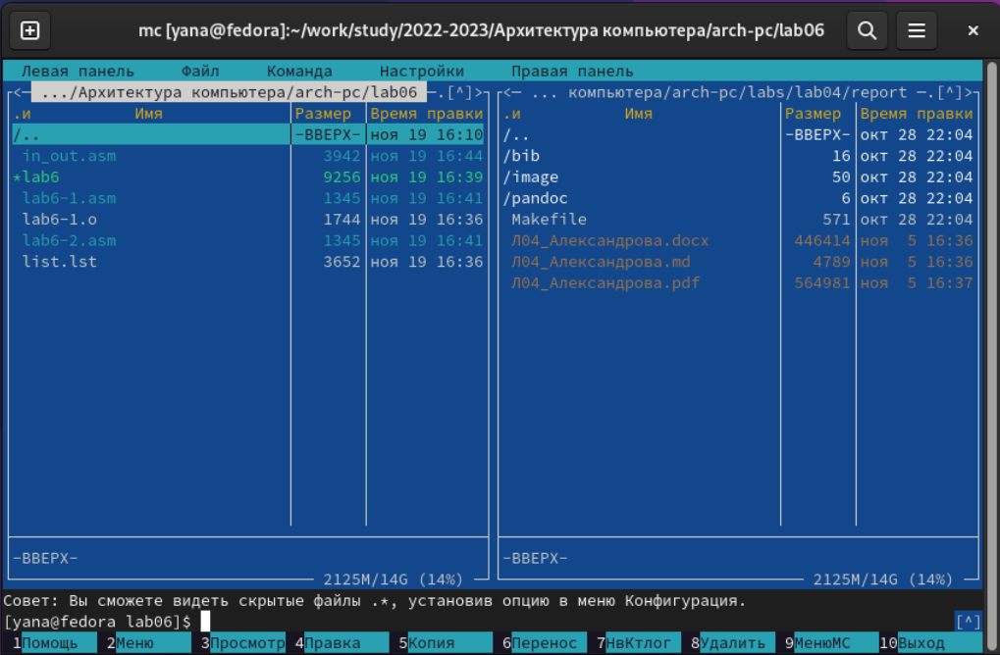 mc [yana@fedora]:~/work/study/2022-2023/Архитектура компьютера/arch-pc/lab06
Левая панель Файл Команда Настройки Правая панель
<— .../Архитектура компьютера/arch-pc/lab06 —.[^]>
.и Имя Размер Время правки
/.. -ВВЕРХ- ноя 19 16:10
in_out.asm 3942 ноя 19 16:44
*lab6 9256 ноя 19 16:39
lab6-1.asm 1345 ноя 19 16:41
lab6-1.o 1744 ноя 19 16:36
lab6-2.asm 1345 ноя 19 16:41
list.lst 3652 ноя 19 16:36
-ВВЕРХ-
2125M/14G (14%)
<— ... компьютера/arch-pc/labs/lab04/report —.[^]>
.и Имя Размер Время правки
/.. -ВВЕРХ- окт 28 22:04
/bib 16 окт 28 22:04
/image 50 окт 28 22:04
/pandoc 6 окт 28 22:04
Makefile 571 окт 28 22:04
Л04_Александрова.docx 446414 ноя 5 16:36
Л04_Александрова.md 4789 ноя 5 16:36
Л04_Александрова.pdf 564981 ноя 5 16:37
-ВВЕРХ-
2125M/14G (14%)
Совет: Вы сможете видеть скрытые файлы .*, установив опцию в меню Конфигурация.
[yana@fedora lab06]$ [^]
1Помощь 2Меню 3Просмотр 4Правка 5Копия 6Перенос 7НвКтлог 8Удалить 9МенюМС 10Выход